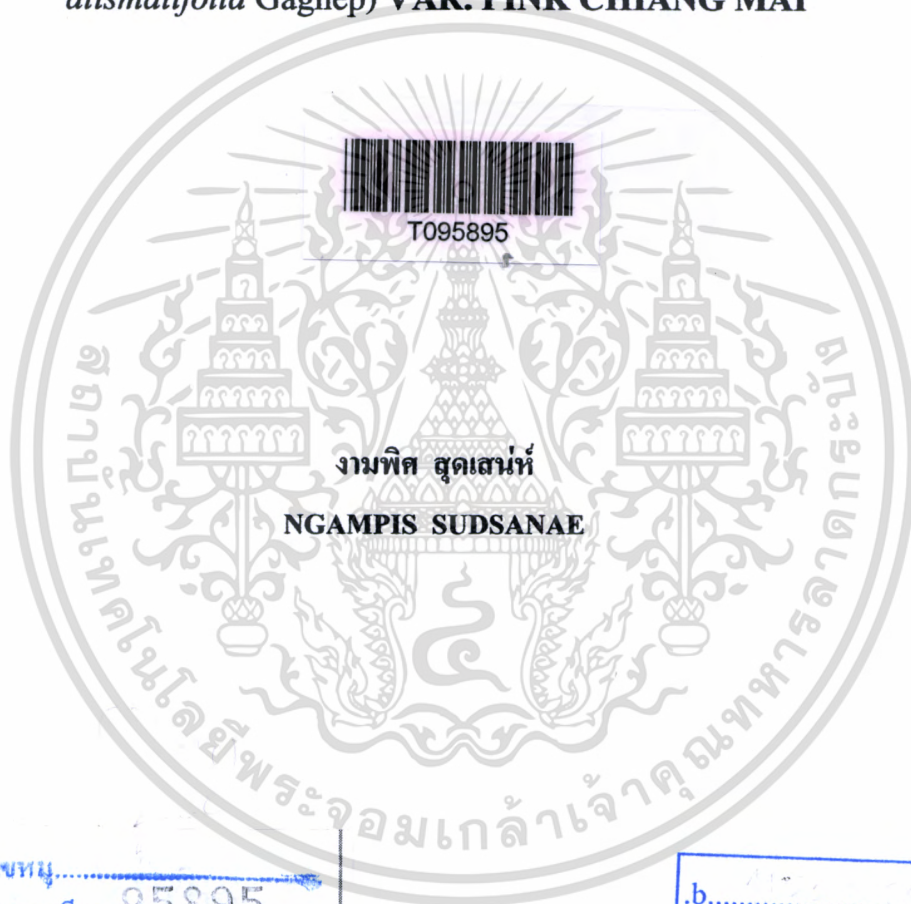 alismatifolia Gagnep) VAR. PINK CHIANG MAI
T095895
งามพิศ สุดเสน่ห์
NGAMPIS SUDSANAE
สถาบันเทคโนโลยีพระจอมเกล้าเจ้าคุณทหารลาดกระบัง
95895
.b.